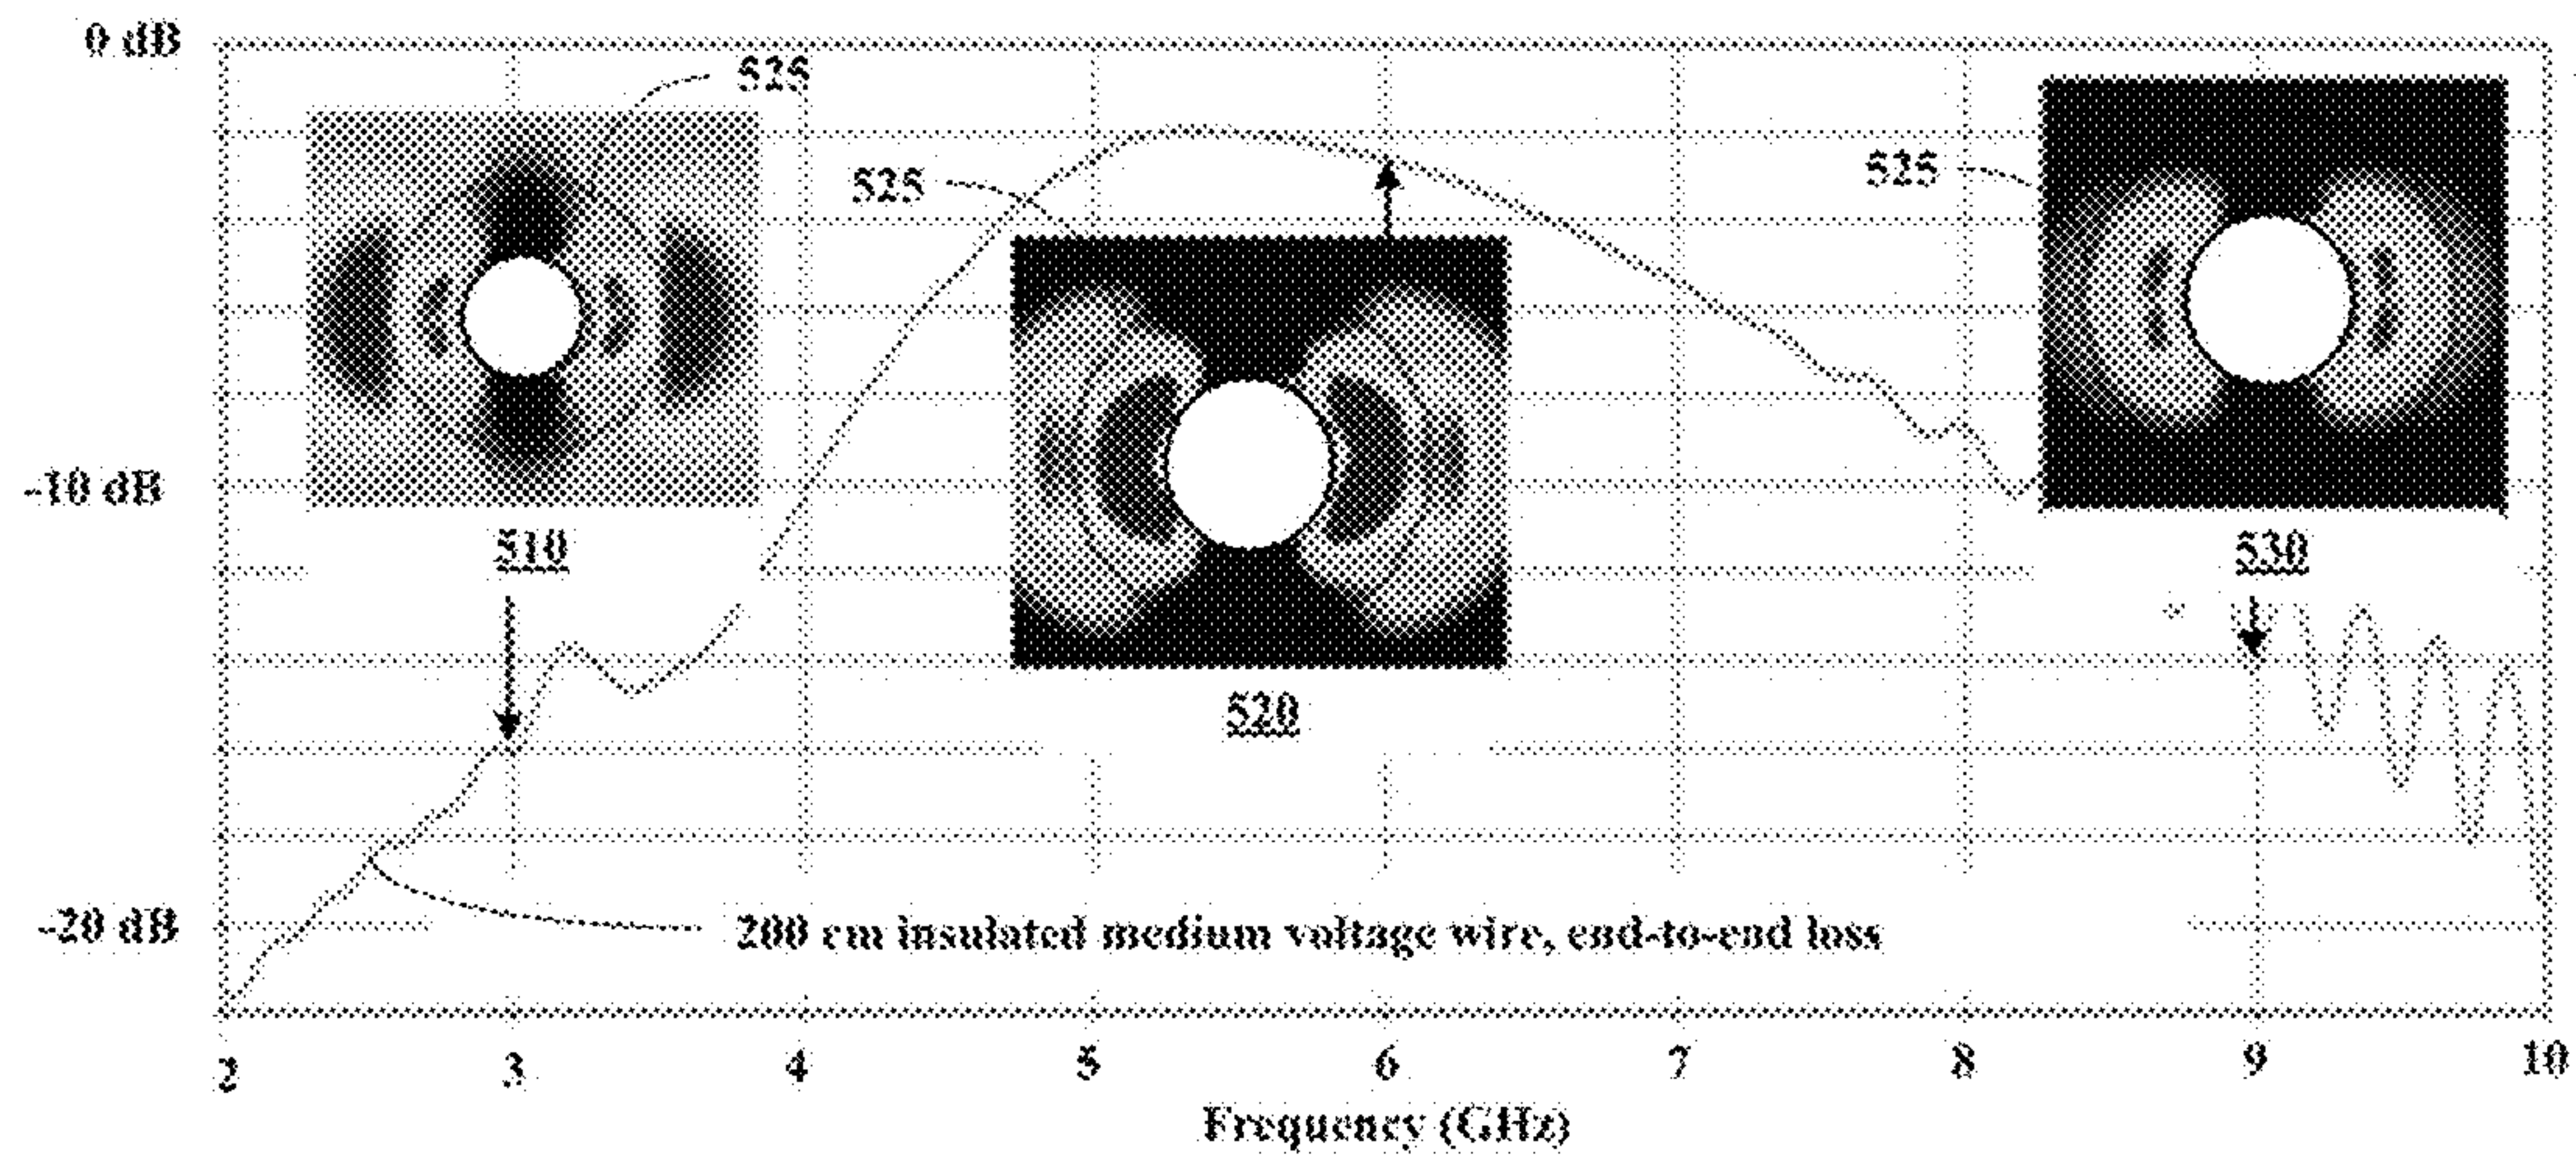 0 dB
525
525
525
-10 dB
510
530
520
-20 dB
200 cm insulated medium voltage wire, end-to-end loss
2 3 4 5 6 7 8 9 10
Frequency (GHz)